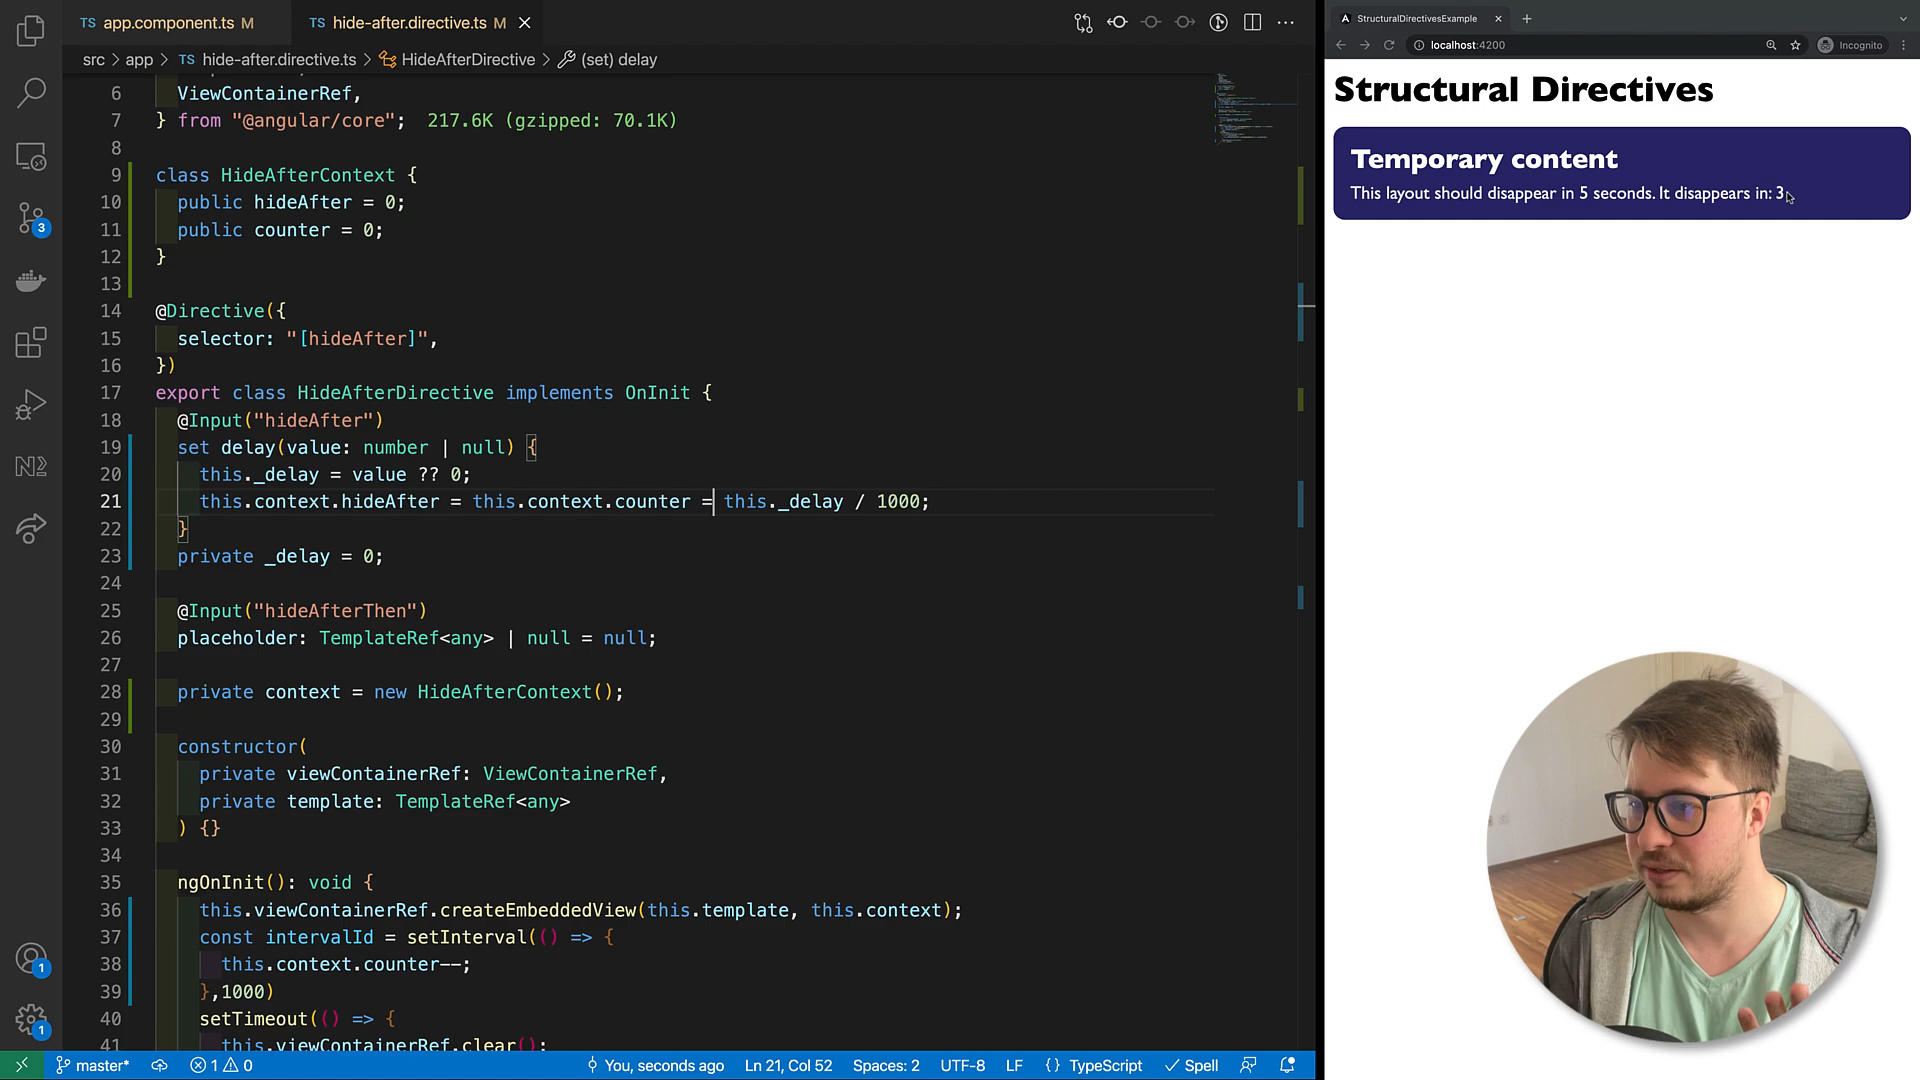 app.component.ts M
hide-after.directive.ts M
StructuralDirectivesExample
localhost:4200
Incognito
src > app > TS hide-after.directive.ts > HideAfterDirective > (set) delay
6 ViewContainerRef,
7 } from "@angular/core"; 217.6K (gzipped: 70.1K)
8
9 class HideAfterContext {
10 public hideAfter = 0;
11 public counter = 0;
12 }
13
14 @Directive({
15 selector: "[hideAfter]",
16 })
17 export class HideAfterDirective implements OnInit {
18 @Input("hideAfter")
19 set delay(value: number | null) {
20 this._delay = value ?? 0;
21 this.context.hideAfter = this.context.counter = this._delay / 1000;
22 }
23 private _delay = 0;
24
25 @Input("hideAfterThen")
26 placeholder: TemplateRef<any> | null = null;
27
28 private context = new HideAfterContext();
29
30 constructor(
31 private viewContainerRef: ViewContainerRef,
32 private template: TemplateRef<any>
33 ) {}
34
35 ngOnInit(): void {
36 this.viewContainerRef.createEmbeddedView(this.template, this.context);
37 const intervalId = setInterval(() => {
38 this.context.counter--;
39 },1000)
40 setTimeout(() => {
41 this.viewContainerRef.clear();
Structural Directives
Temporary content
This layout should disappear in 5 seconds. It disappears in: 3
3
1
1
master* 1 0 You, seconds ago Ln 21, Col 52 Spaces: 2 UTF-8 LF {} TypeScript Spell